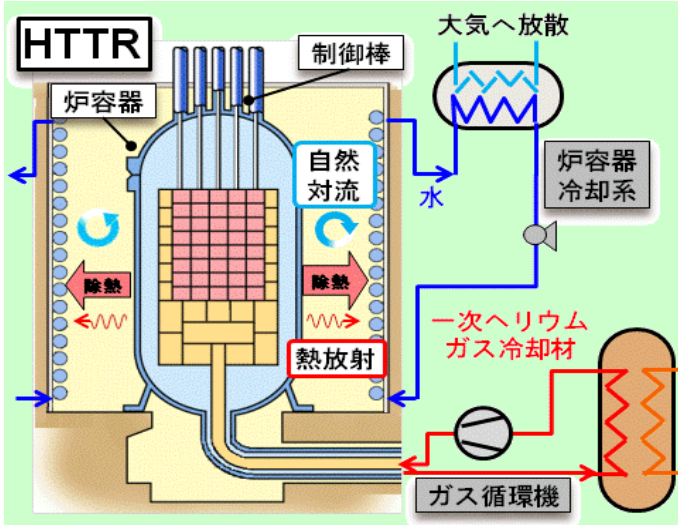 HTTR
制御棒
大気へ放散
炉容器
自然
対流
水
炉容器
冷却系
除熱
除熱
一次ヘリウム
ガス冷却材
熱放射
ガス循環機